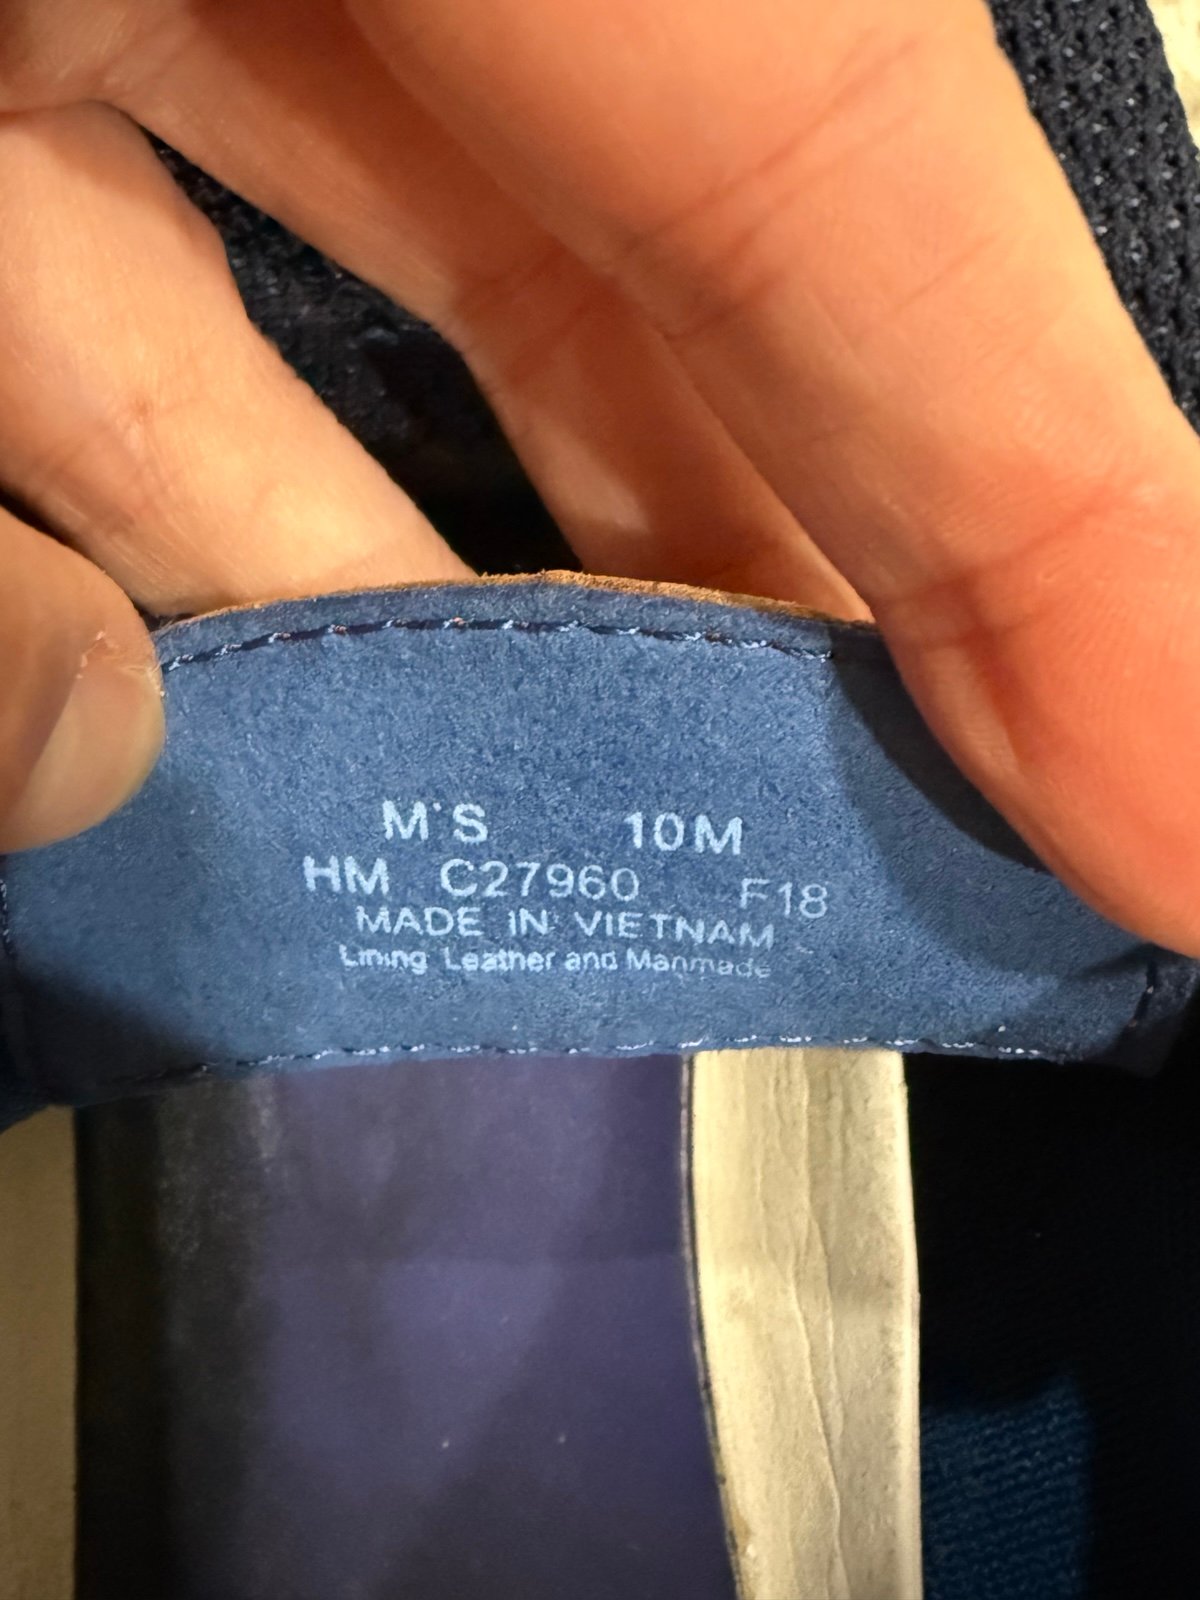 M'S 10M
HM C27960 F18
MADE IN VIETNAM
Lining Leather and Manmade